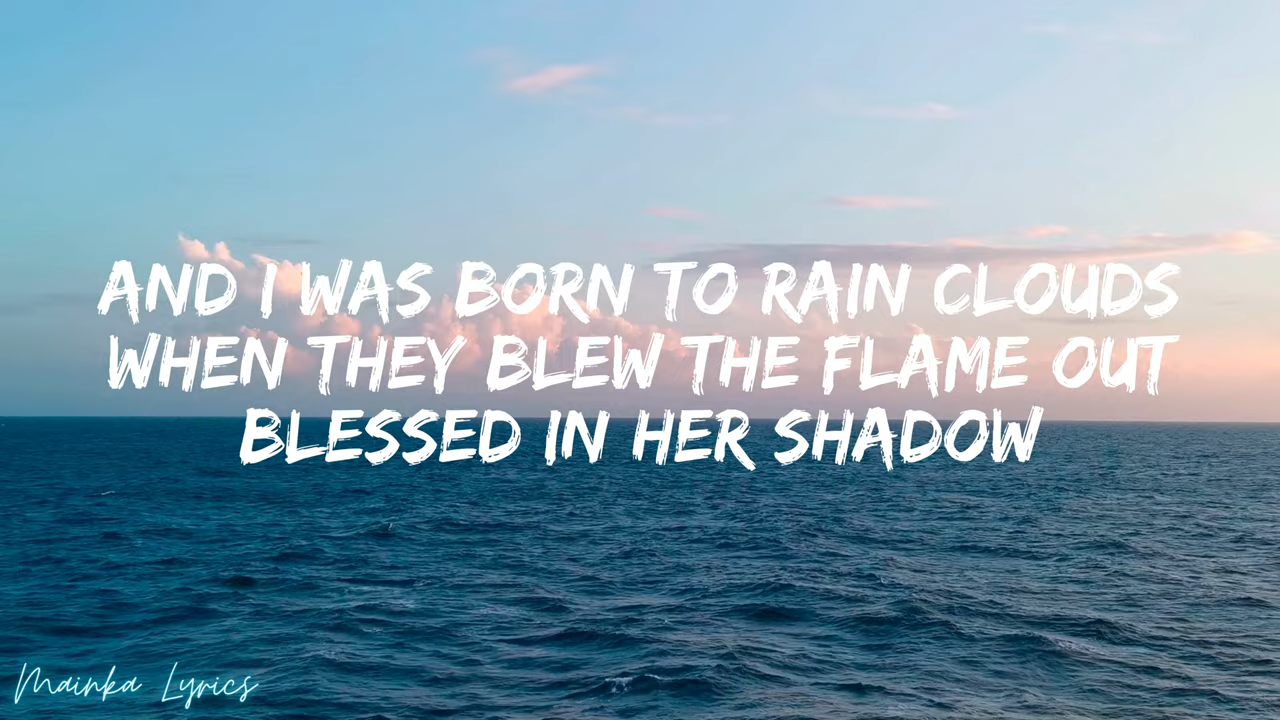 AND I WAS BORN TO RAIN CLOUDS
WHEN THEY BLEW THE FLAME OUT
BLESSED IN HER SHADOW
Mainka Lyrics